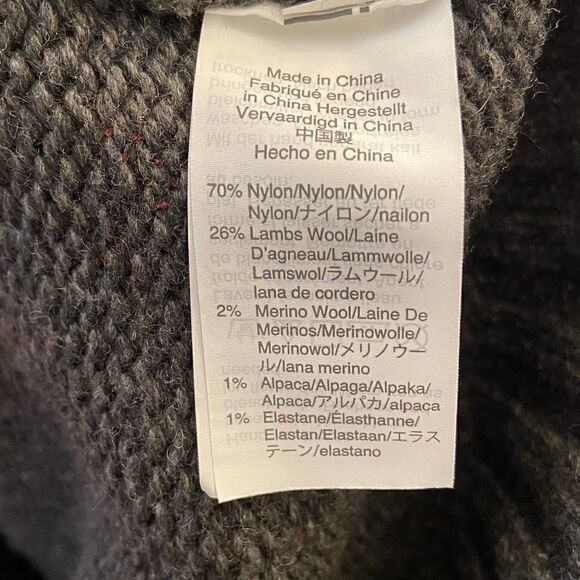 Made in China
Fabriqué en Chine
in China Hergestellt
Vervaardigd in China
中国製
Hecho en China
70% Nylon/Nylon/Nylon/
Nylon/ナイロン/nailon
26% Lambs Wool/Laine
D'agneau/Lammwolle/
Lamswol/ラムウール/
lana de cordero
2% Merino Wool/Laine De
Merinos/Merinowolle/
Merinowol/メリノウー
ル/lana merino
1% Alpaca/Alpaga/Alpaka/
Alpaca/アルパカ/alpaca
1% Elastane/Élasthanne/
Elastan/Elastaan/エラス
テーン/elastano